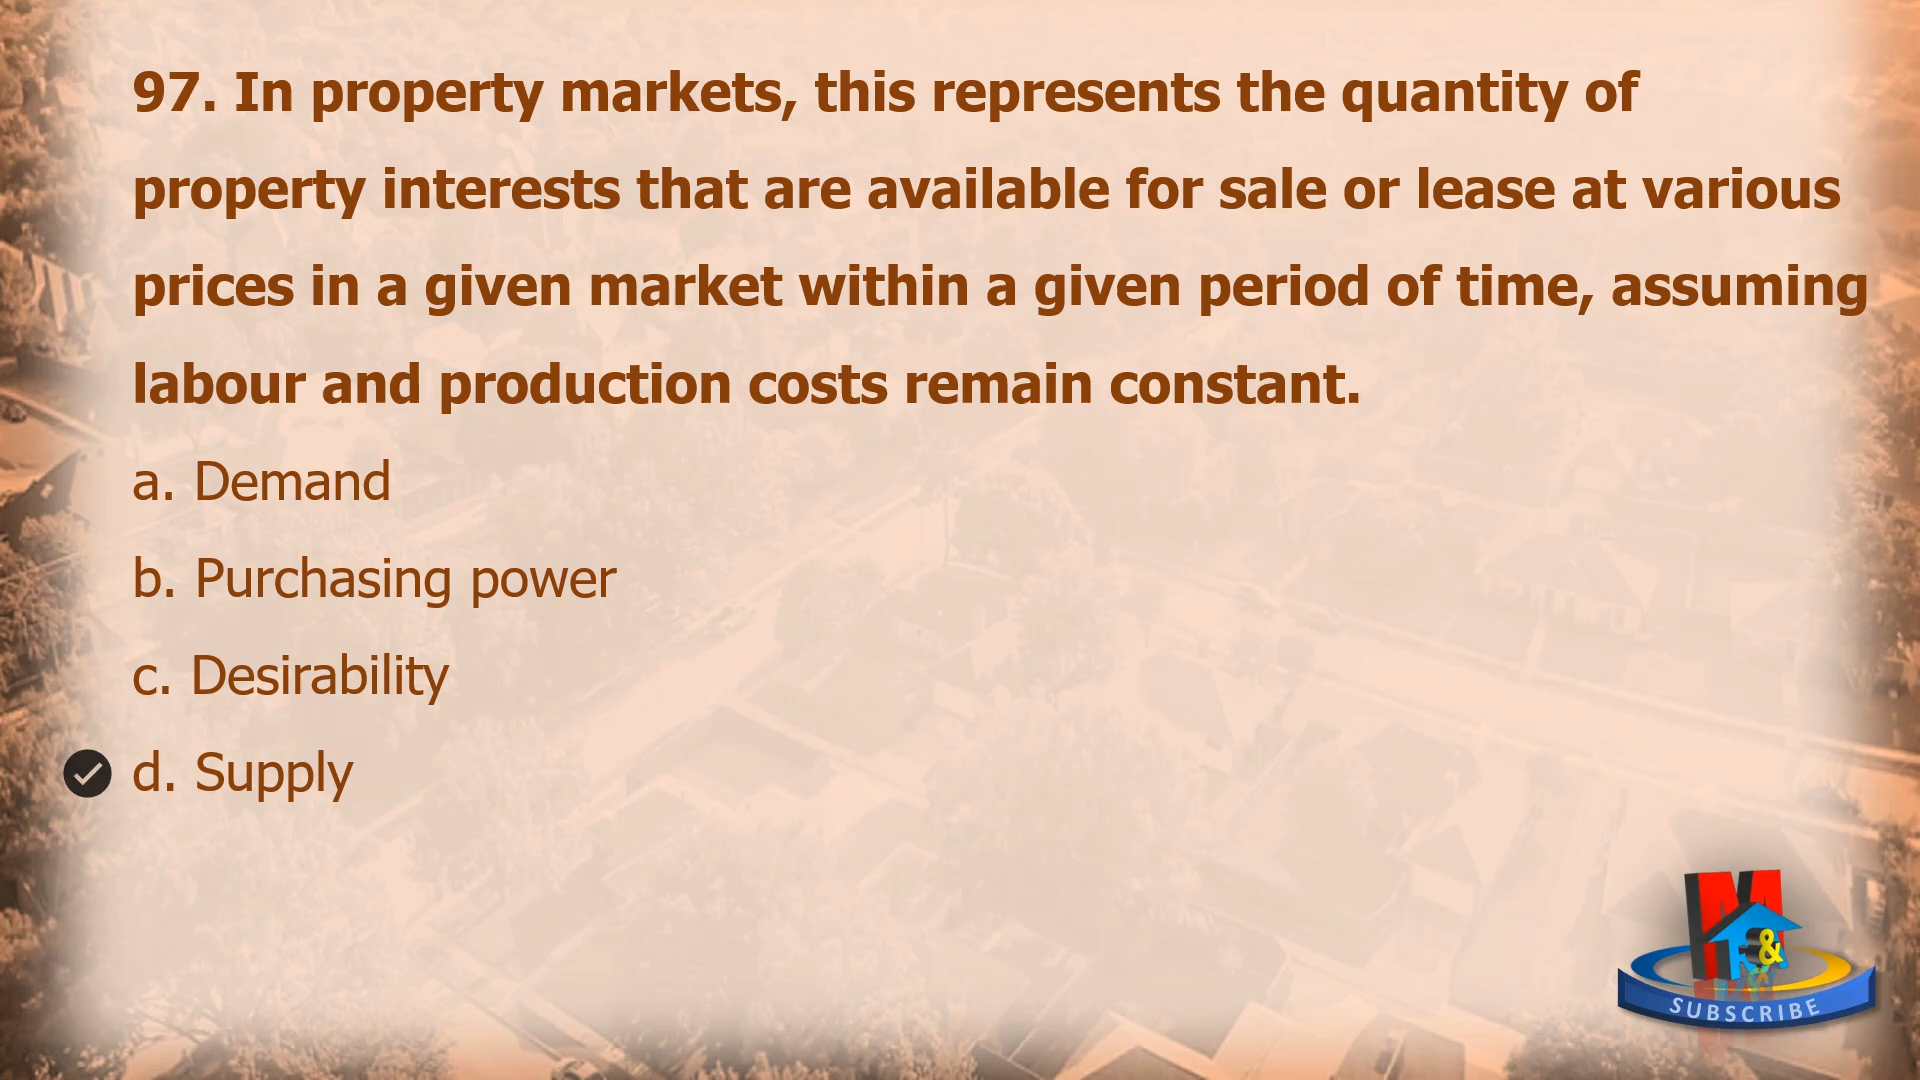 97. In property markets, this represents the quantity of
property interests that are available for sale or lease at various
prices in a given market within a given period of time, assuming
labour and production costs remain constant.
a. Demand
b. Purchasing power
c. Desirability
d. Supply
M
&
SUBSCRIBE